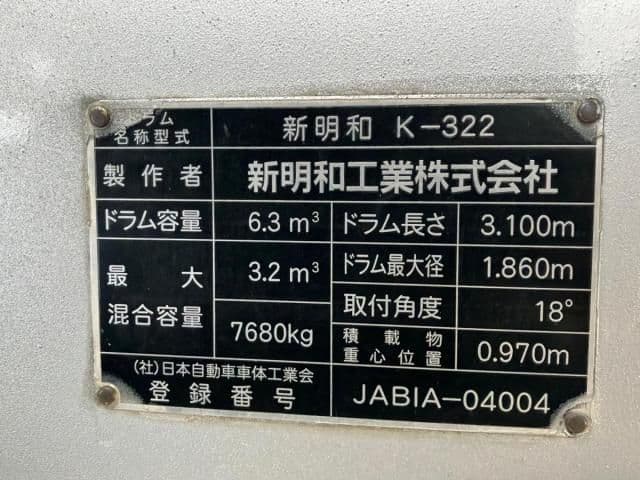 ラム
名称型式
新明和 K-322
製作者
新明和工業株式会社
ドラム容量
6.3 m³
ドラム長さ
3.100m
最大
混合容量
3.2 m³
7680kg
ドラム最大径
1.860m
取付角度
18°
積載物
重心位置
0.970m
(社)日本自動車車体工業会
登録番号
JABIA-04004